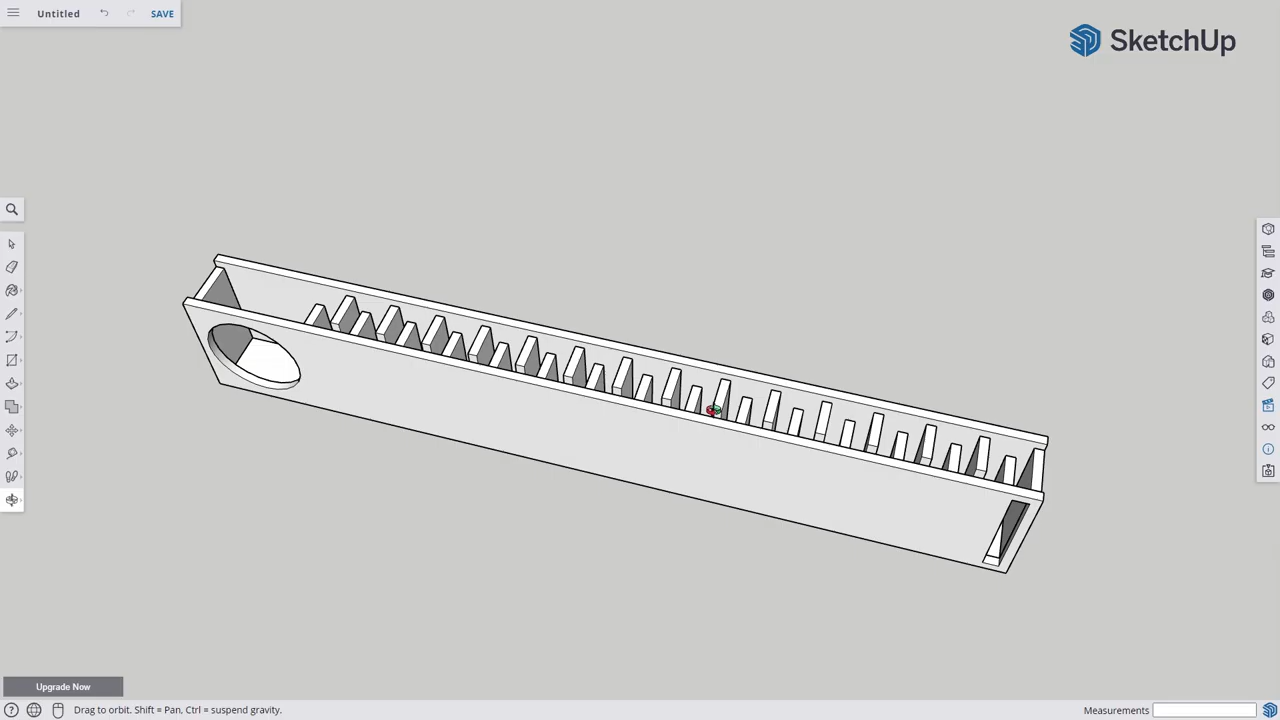 Untitled
SAVE
SketchUp
Upgrade Now
Drag to orbit. Shift = Pan, Ctrl = suspend gravity.
Measurements